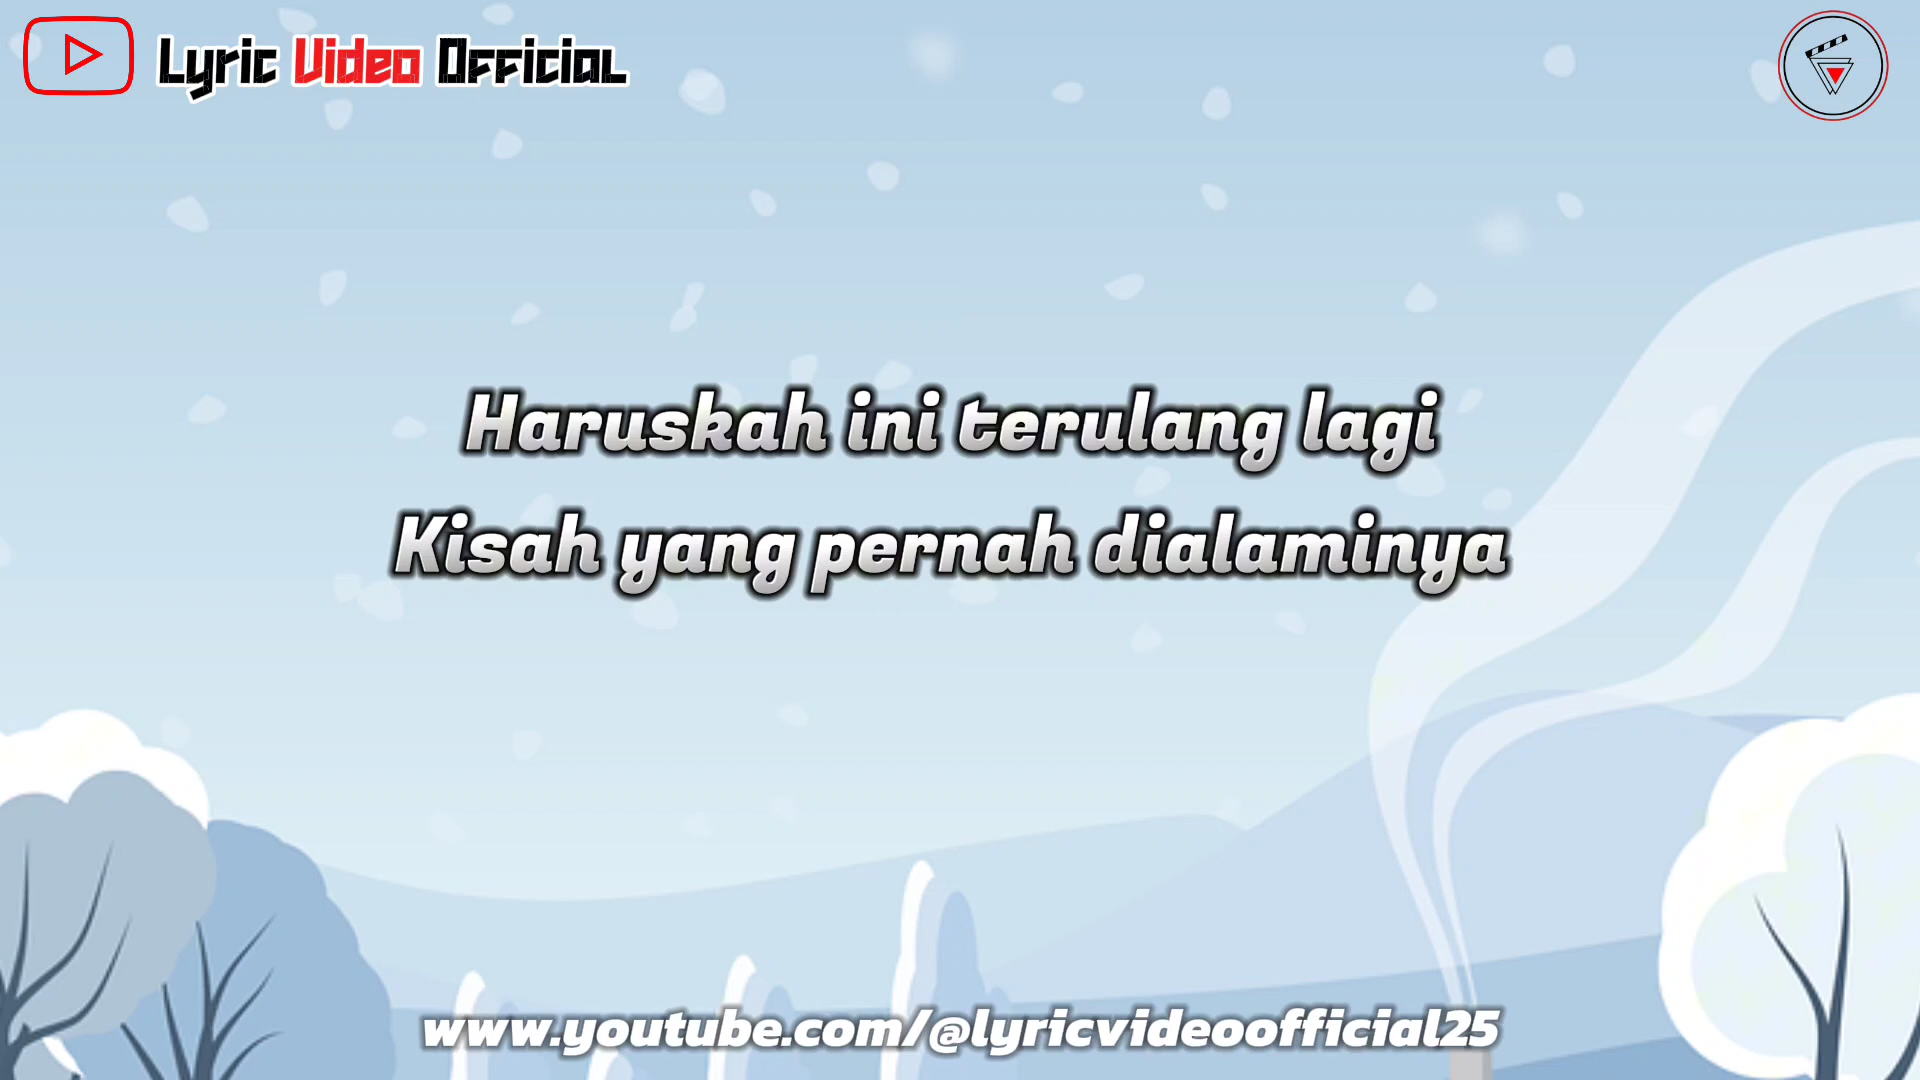 Lyric Video Official
Haruskah ini terulang lagi
Kisah yang pernah dialaminya
www.youtube.com/@lyricvideoofficial25